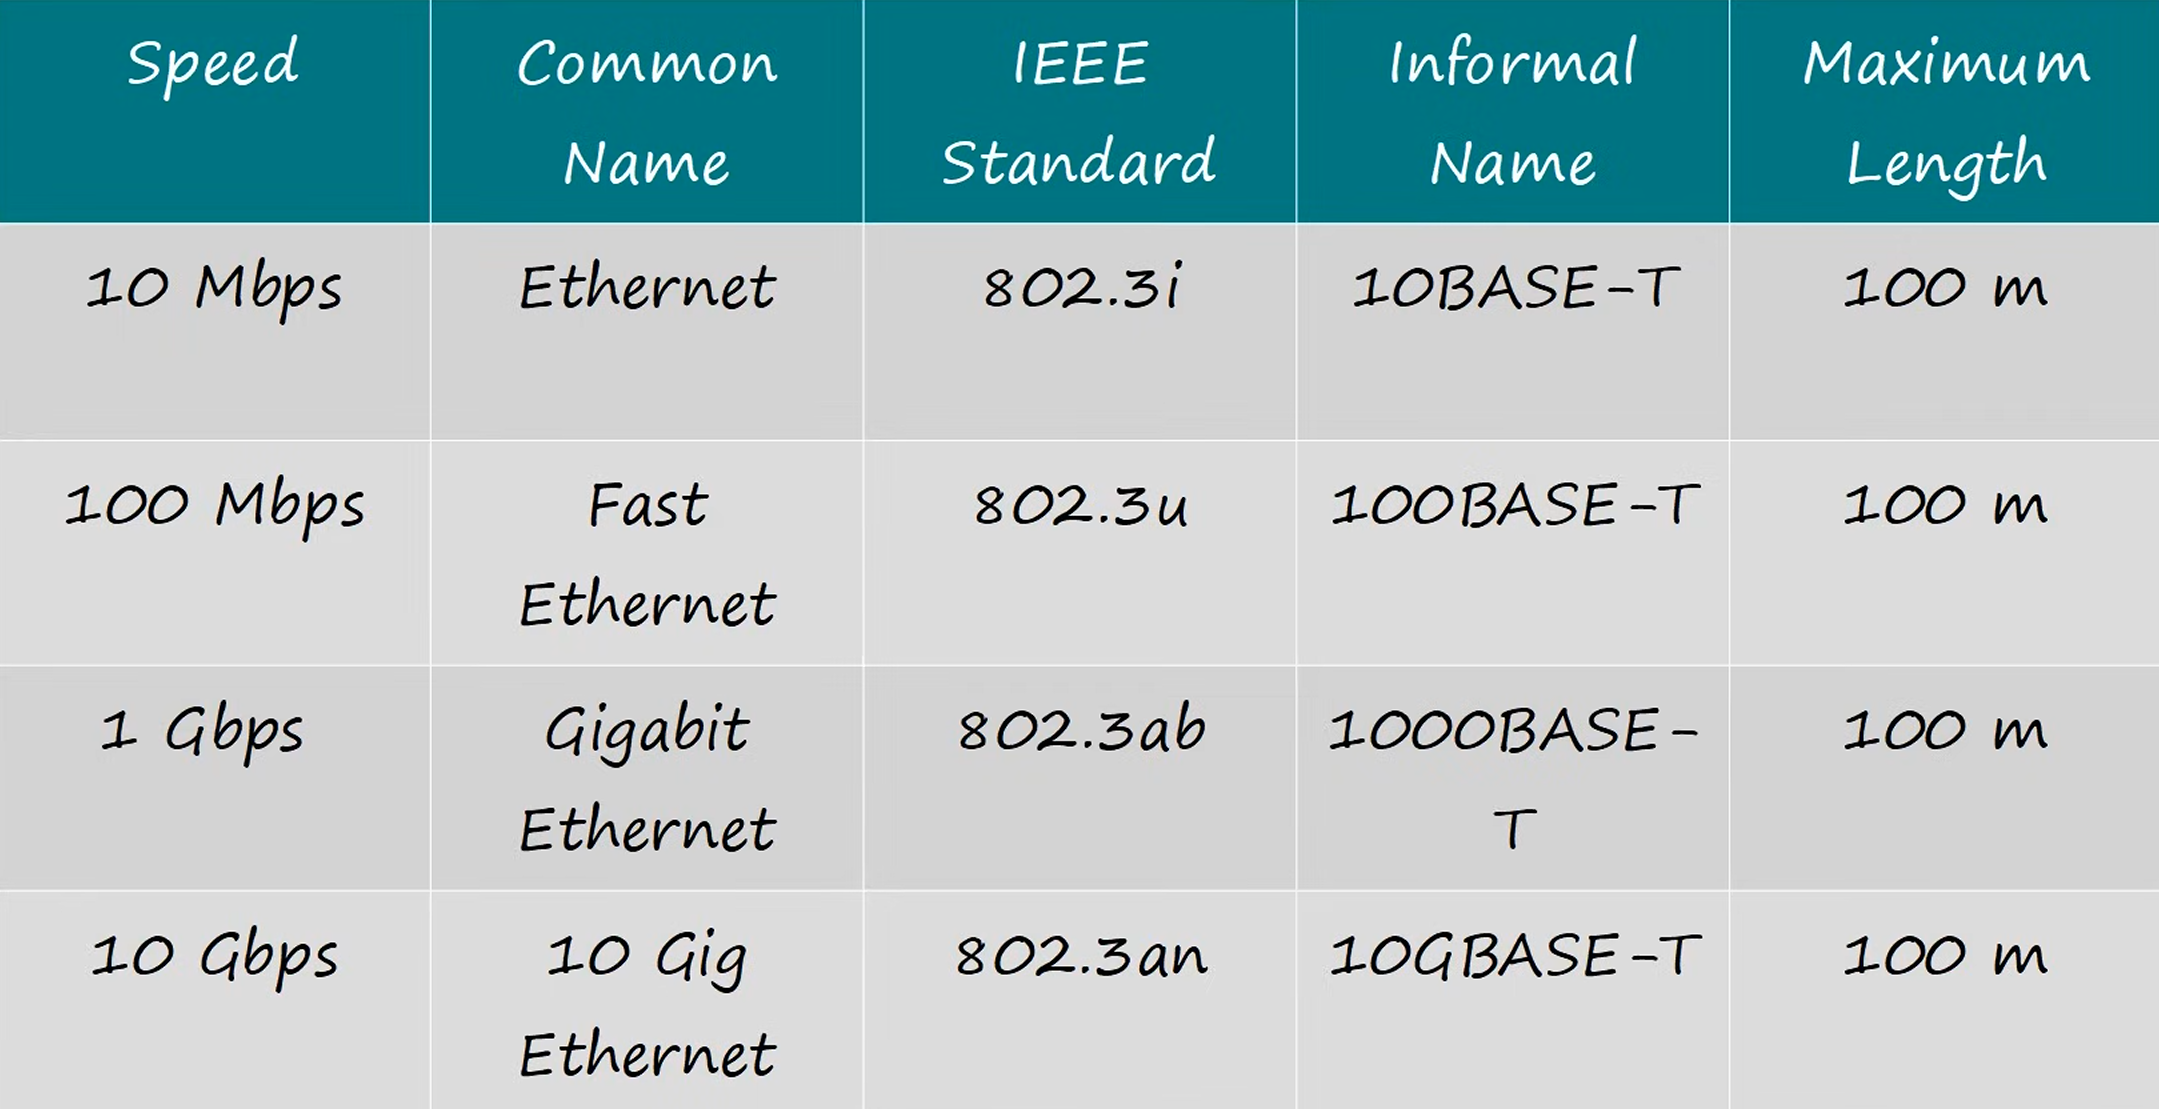 Speed Common Name IEEE Standard Informal Name Maximum Length
10 Mbps Ethernet 802.3i 10BASE-T 100 m
100 Mbps Fast Ethernet 802.3u 100BASE-T 100 m
1 Gbps Gigabit Ethernet 802.3ab 1000BASE-T 100 m
10 Gbps 10 Gig Ethernet 802.3an 10GBASE-T 100 m